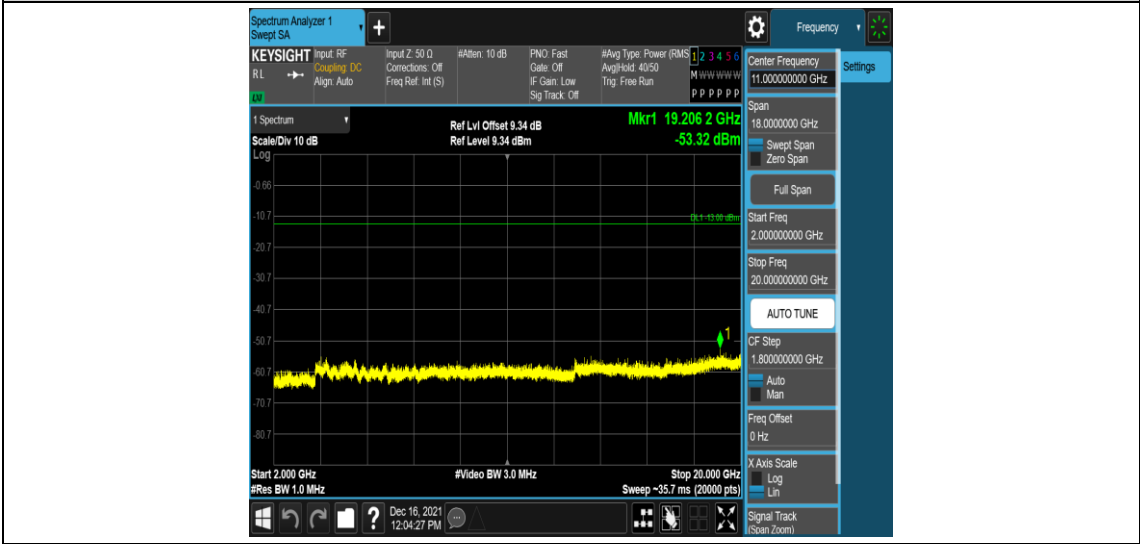 Spectrum Analyzer 1
Swept SA
+
Frequency
KEYSIGHT
RL
LNI
Input: RF
Coupling: DC
Align: Auto
Input Z: 50 Ω
Corrections: Off
Freq Ref: Int (S)
#Atten: 10 dB
PNO: Fast
Gate: Off
IF Gain: Low
Sig Track: Off
#Avg Type: Power (RMS
Avg|Hold: 40/50
Trig: Free Run
1 2 3 4 5 6
M W W W W W
P P P P P P
1 Spectrum
Scale/Div 10 dB
Log
Ref Lvl Offset 9.34 dB
Ref Level 9.34 dBm
Mkr1 19.206 2 GHz
-53.32 dBm
-0.66
-10.7
-20.7
-30.7
-40.7
-50.7
-60.7
-70.7
-80.7
DL1 -13.00 dBm
1
Start 2.000 GHz
#Res BW 1.0 MHz
#Video BW 3.0 MHz
Stop 20.000 GHz
Sweep ~35.7 ms (20000 pts)
?
Dec 16, 2021
12:04:27 PM
Center Frequency
11.000000000 GHz
Settings
Span
18.0000000 GHz
Swept Span
Zero Span
Full Span
Start Freq
2.000000000 GHz
Stop Freq
20.000000000 GHz
AUTO TUNE
CF Step
1.800000000 GHz
Auto
Man
Freq Offset
0 Hz
X Axis Scale
Log
Lin
Signal Track
(Span Zoom)